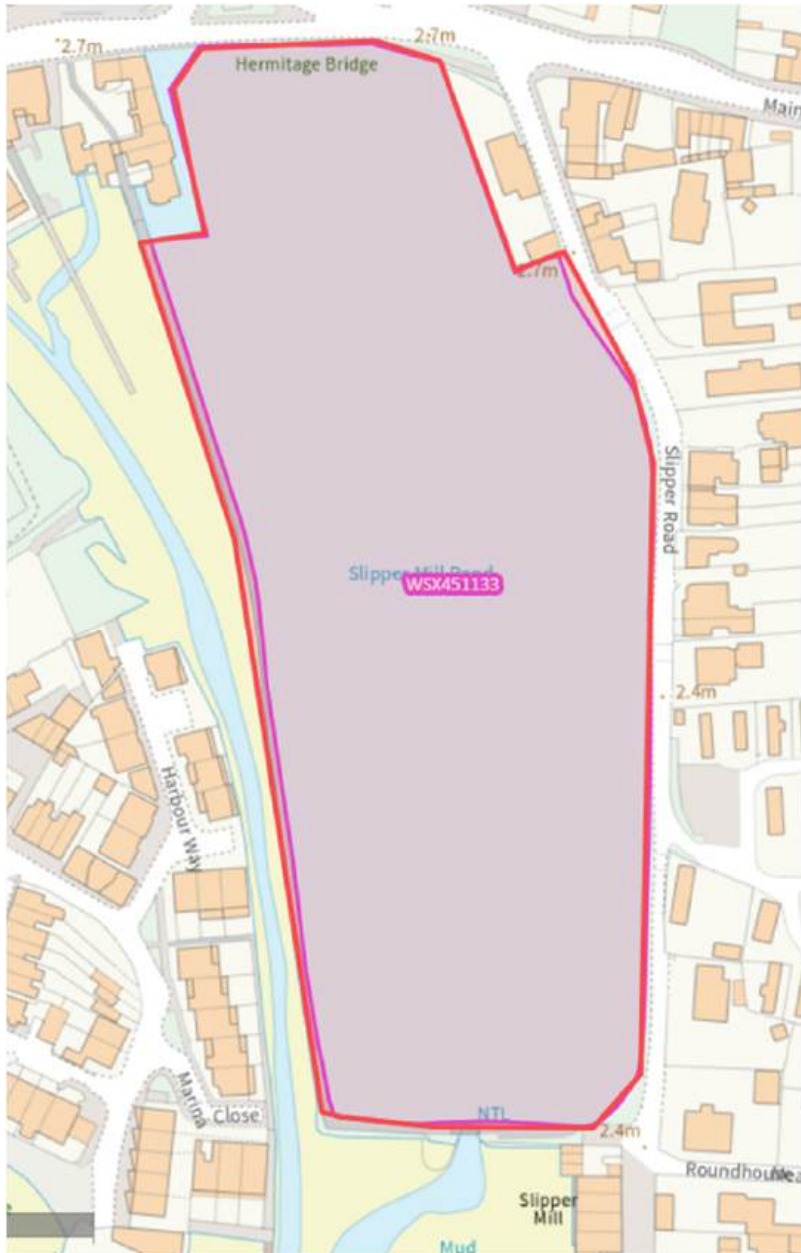 2.7m
2.7m
Hermitage Bridge
Main
2.7m
Slipper Road
Slipper Mill Pond
WSX451133
2.4m
Harbour Way
Marina
Close
NTL
2.4m
Roundhouse
Slipper
Mill
Mud